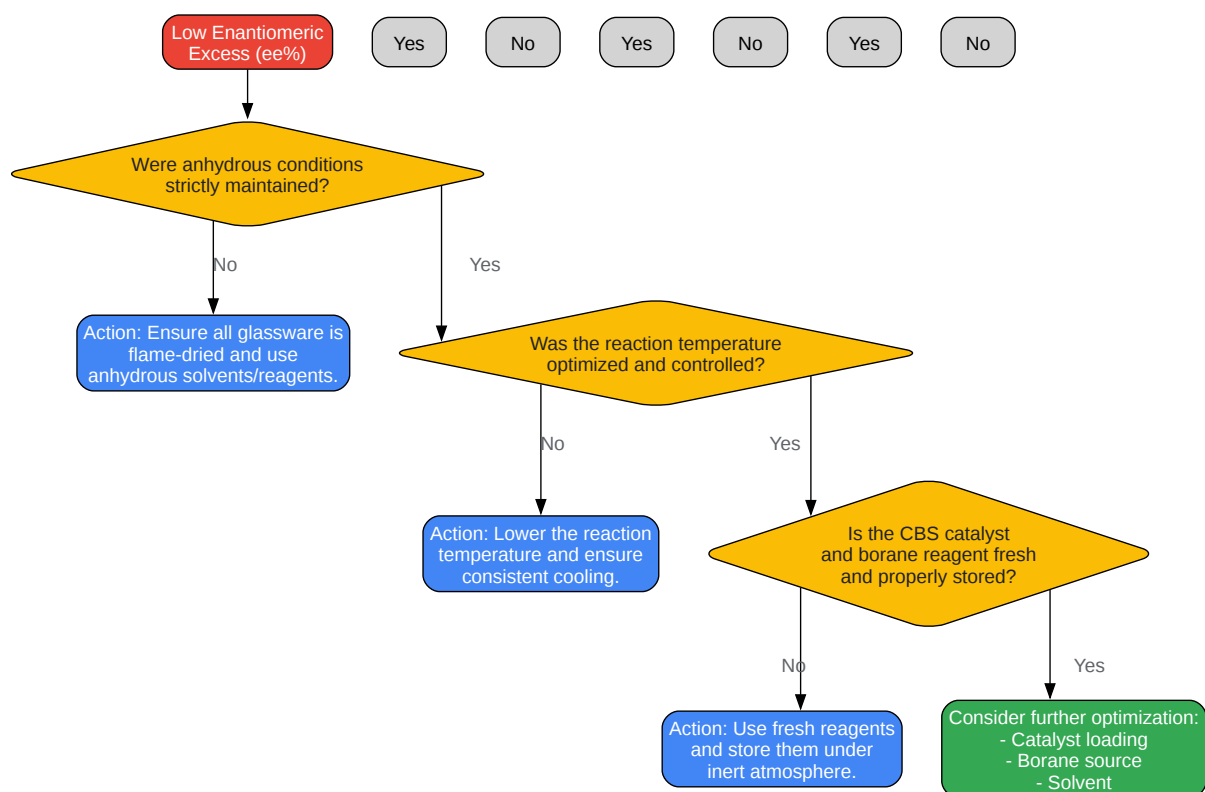 Low Enantiomeric
Excess (ee%)
Yes
No
Yes
No
Yes
No
Were anhydrous conditions
strictly maintained?
No
Yes
Action: Ensure all glassware is
flame-dried and use
anhydrous solvents/reagents.
Was the reaction temperature
optimized and controlled?
No
Yes
Action: Lower the reaction
temperature and ensure
consistent cooling.
Is the CBS catalyst
and borane reagent fresh
and properly stored?
No
Yes
Action: Use fresh reagents
and store them under
inert atmosphere.
Consider further optimization:
- Catalyst loading
- Borane source
- Solvent